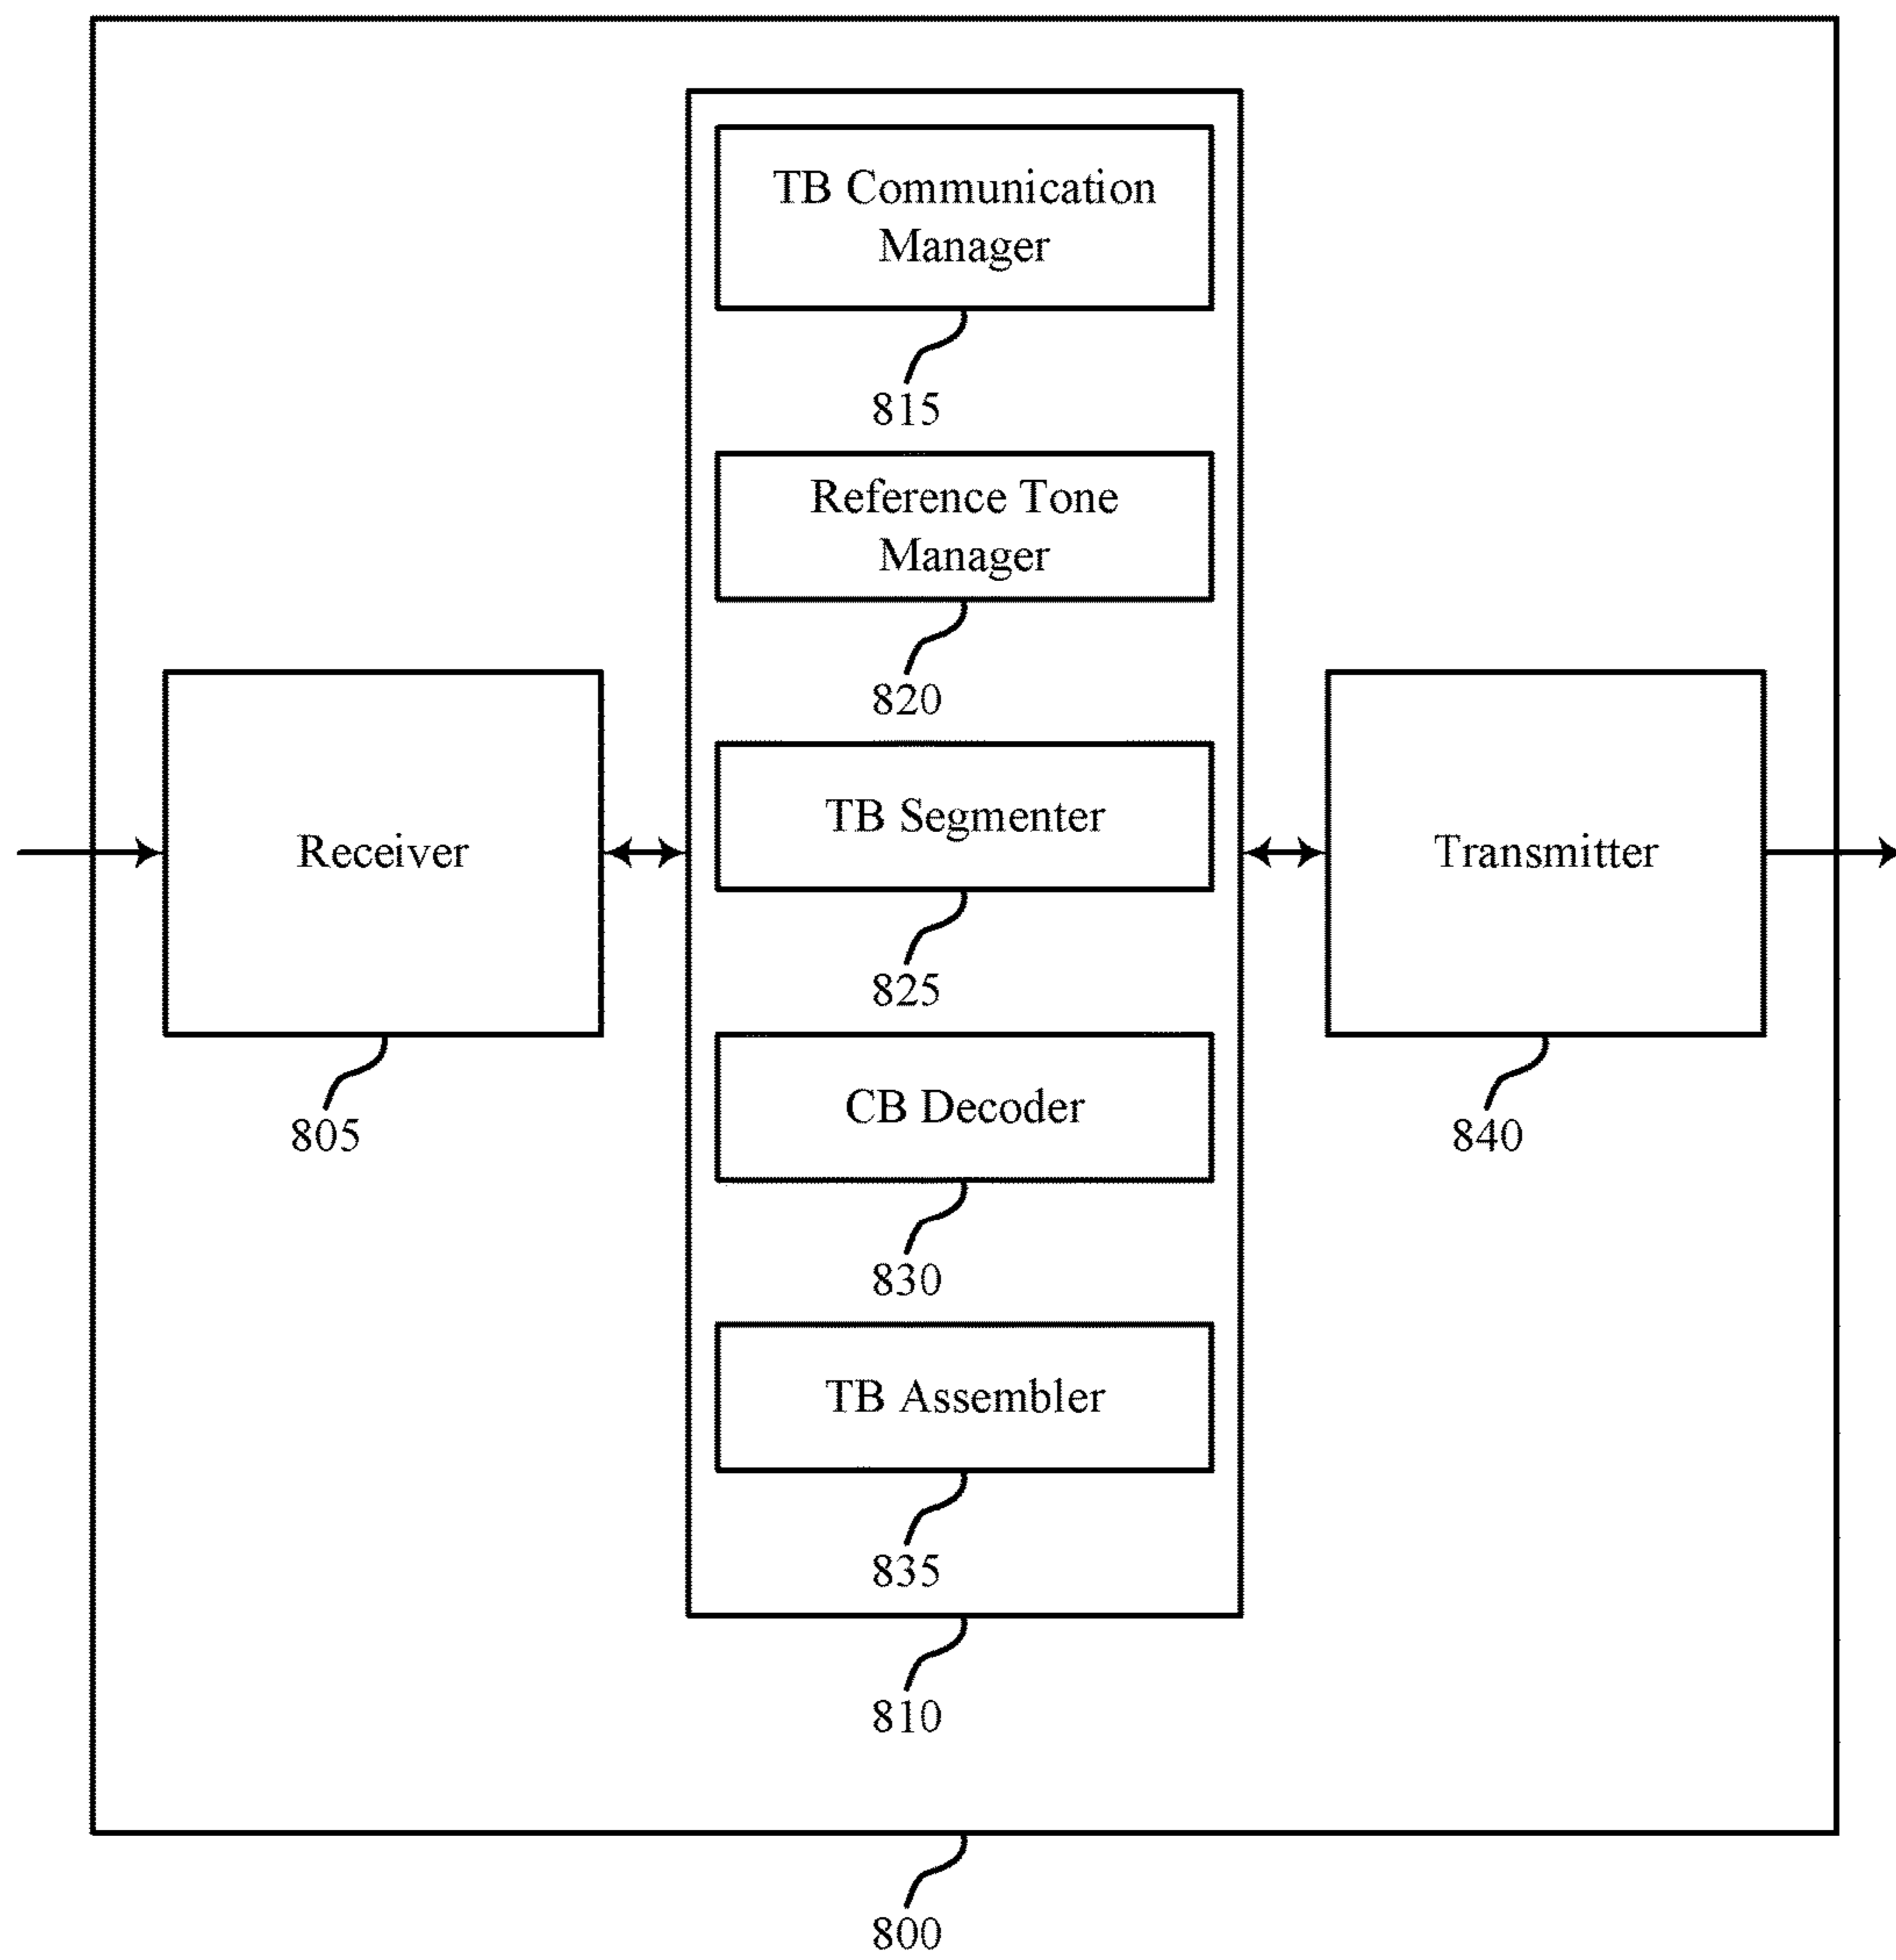 TB Communication
Manager
815
Reference Tone
Manager
820
TB Segmenter
825
Receiver
805
Transmitter
840
CB Decoder
830
TB Assembler
835
810
800